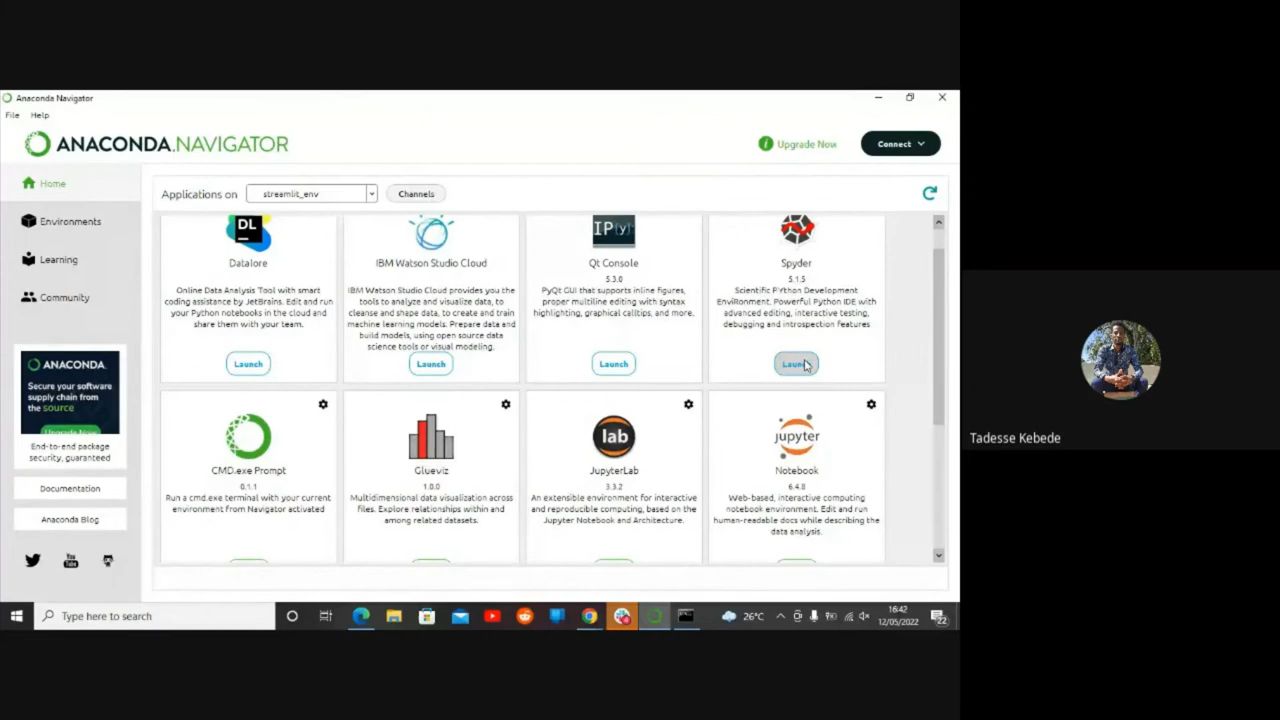 Anaconda Navigator
File Help
ANACONDA.NAVIGATOR
Upgrade Now
Connect
Home
Environments
Learning
Community
Applications on
streamlit_env
Channels
DL
Datalore
Online Data Analysis Tool with smart
coding assistance by JetBrains. Edit and run
your Python notebooks in the cloud and
share them with your team.
Launch
IBM Watson Studio Cloud
IBM Watson Studio Cloud provides you the
tools to analyze and visualize data, to
cleanse and shape data, to create and train
machine learning models. Prepare data and
build models, using open source data
science tools or visual modeling.
Launch
IP[y]
Qt Console
5.3.0
PyQt GUI that supports inline figures,
proper multiline editing with syntax
highlighting, graphical calltips, and more.
Launch
Spyder
5.1.5
Scientific PYthon Development
EnviRonment. Powerful Python IDE with
advanced editing, interactive testing,
debugging and introspection features
Launch
CMD.exe Prompt
0.1.1
Run a cmd.exe terminal with your current
environment from Navigator activated
Glueviz
1.0.0
Multidimensional data visualization across
files. Explore relationships within and
among related datasets.
lab
JupyterLab
3.3.2
An extensible environment for interactive
and reproducible computing, based on the
Jupyter Notebook and Architecture.
jupyter
Notebook
6.4.8
Web-based, interactive computing
notebook environment. Edit and run
human-readable docs while describing the
data analysis.
ANACONDA.
Secure your software
supply chain from
the source
Upgrade Now
End-to-end package
security, guaranteed
Documentation
Anaconda Blog
You
Tube
Type here to search
26°C
16:42
12/05/2022
22
Tadesse Kebede